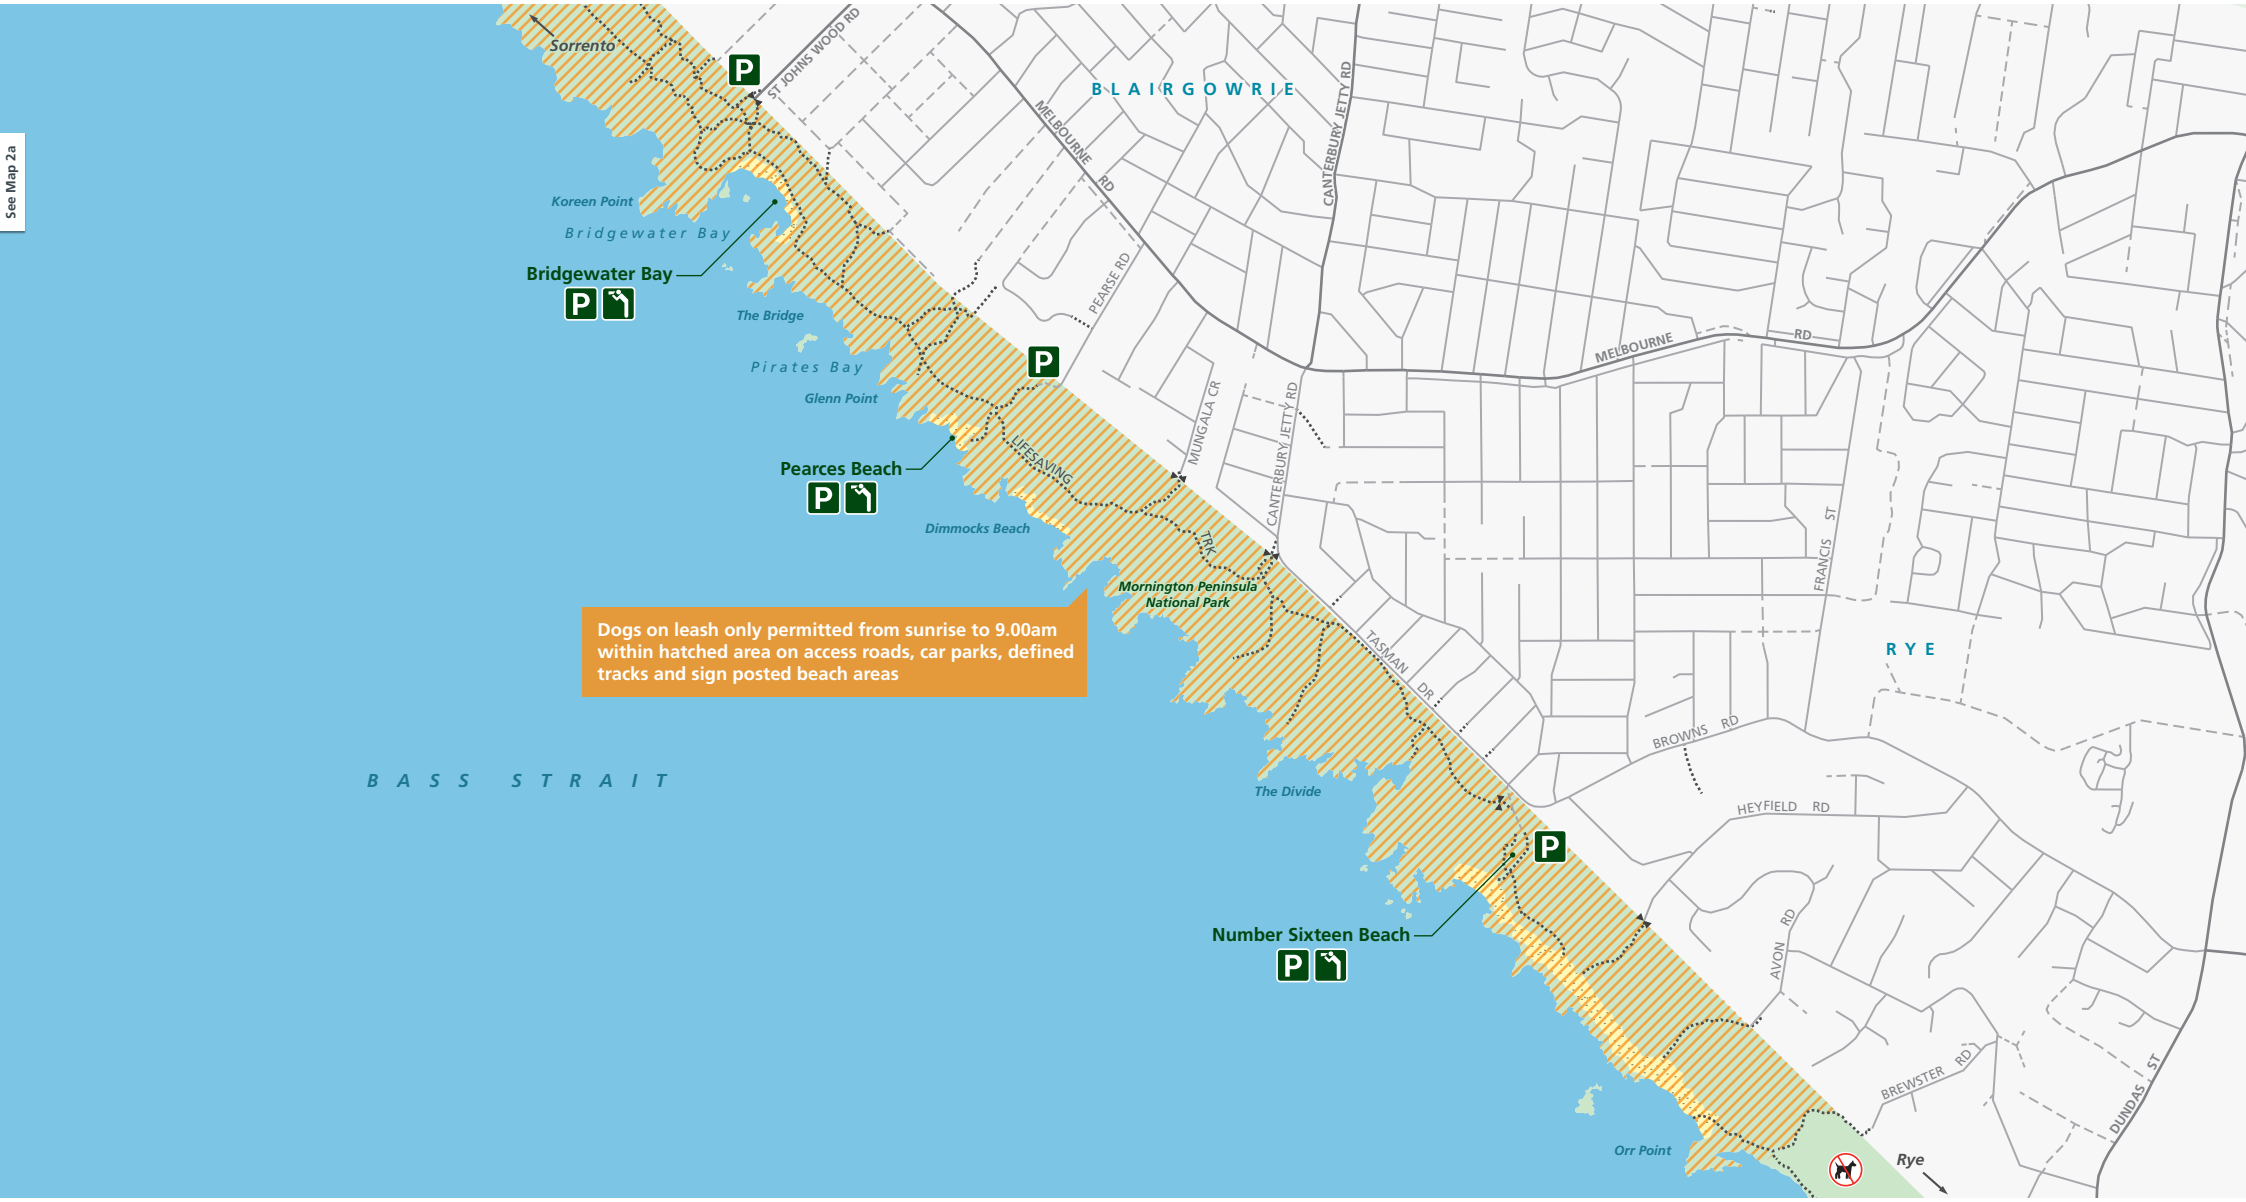 Sorrento
P
ST JOHNS WOOD RD
BLAIRGOWRIE
CANTERBURY JETTY RD
MELBOURNE
RD
See Map 2a
Koreen Point
Bridgewater Bay
Bridgewater Bay
P
PEARSE RD
The Bridge
P
MELBOURNE
RD
Pirates Bay
Glenn Point
MUNGALA CR
CANTERBURY JETTY RD
LIFESAVING
TRK
Pearces Beach
P
Dimmocks Beach
FRANCIS ST
Mornington Peninsula
National Park
Dogs on leash only permitted from sunrise to 9.00am
within hatched area on access roads, car parks, defined
tracks and sign posted beach areas
TASMAN DR
RYE
BROWNS RD
BASS STRAIT
The Divide
HEYFIELD RD
P
Number Sixteen Beach
P
AVON RD
BREWSTER RD
DUNDAS ST
Orr Point
Rye